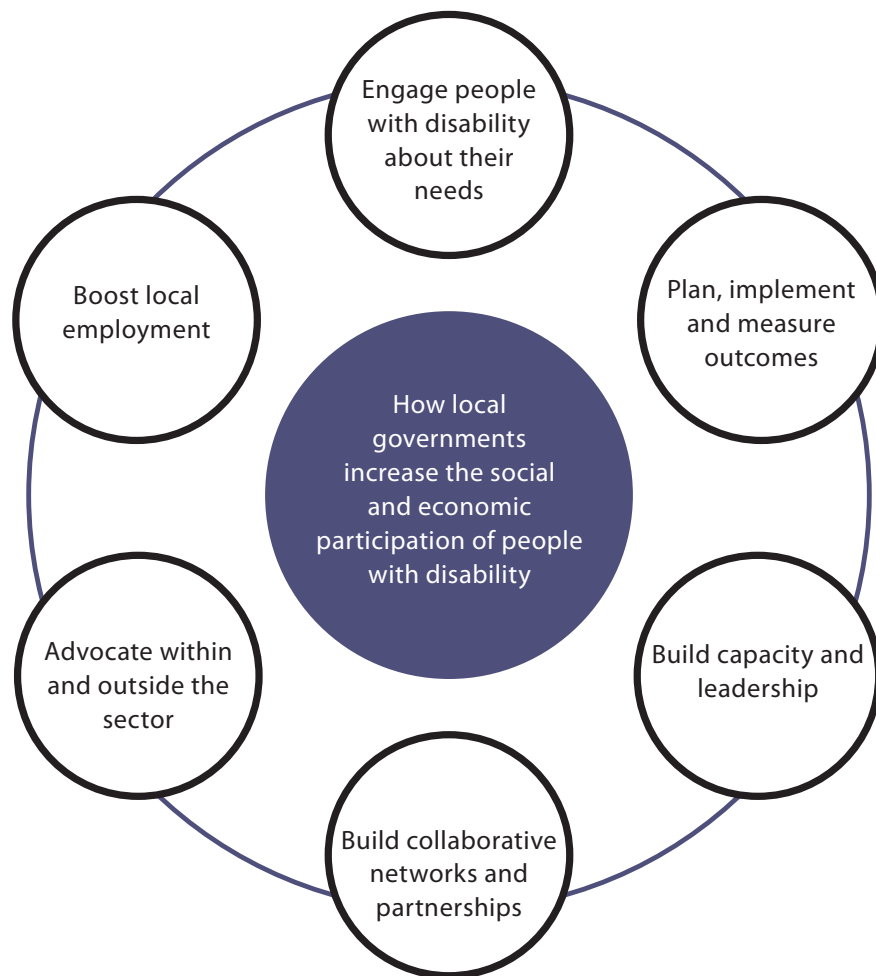 Engage people
with disability
about their
needs
Plan, implement
and measure
outcomes
Build capacity and
leadership
Build collaborative
networks and
partnerships
Advocate within
and outside the
sector
Boost local
employment
How local
governments
increase the social
and economic
participation of people
with disability